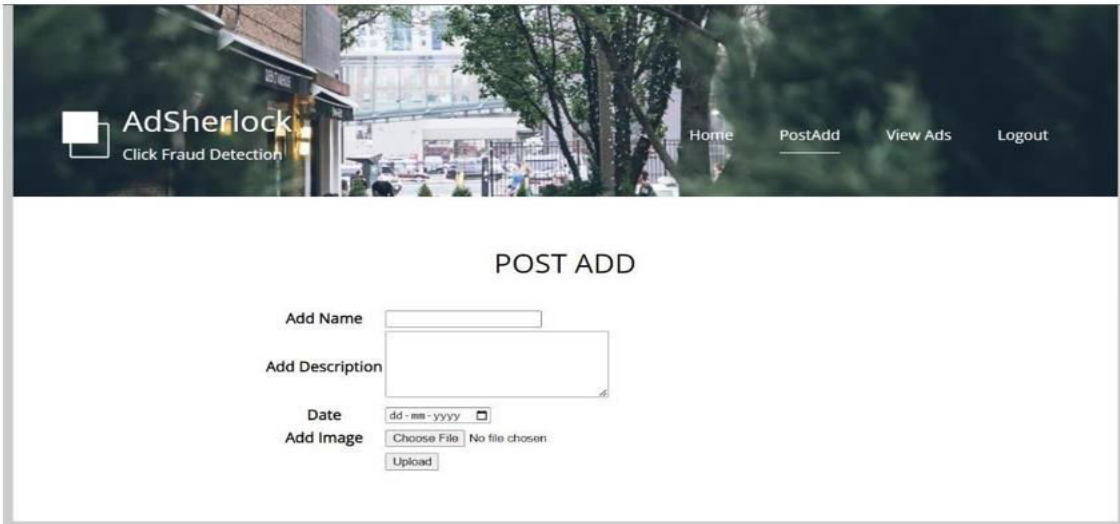 AdSherlock
Click Fraud Detection
Home PostAdd View Ads Logout
POST ADD
Add Name
Add Description
Date dd-mm-yyyy
Add Image Choose File No file chosen
Upload